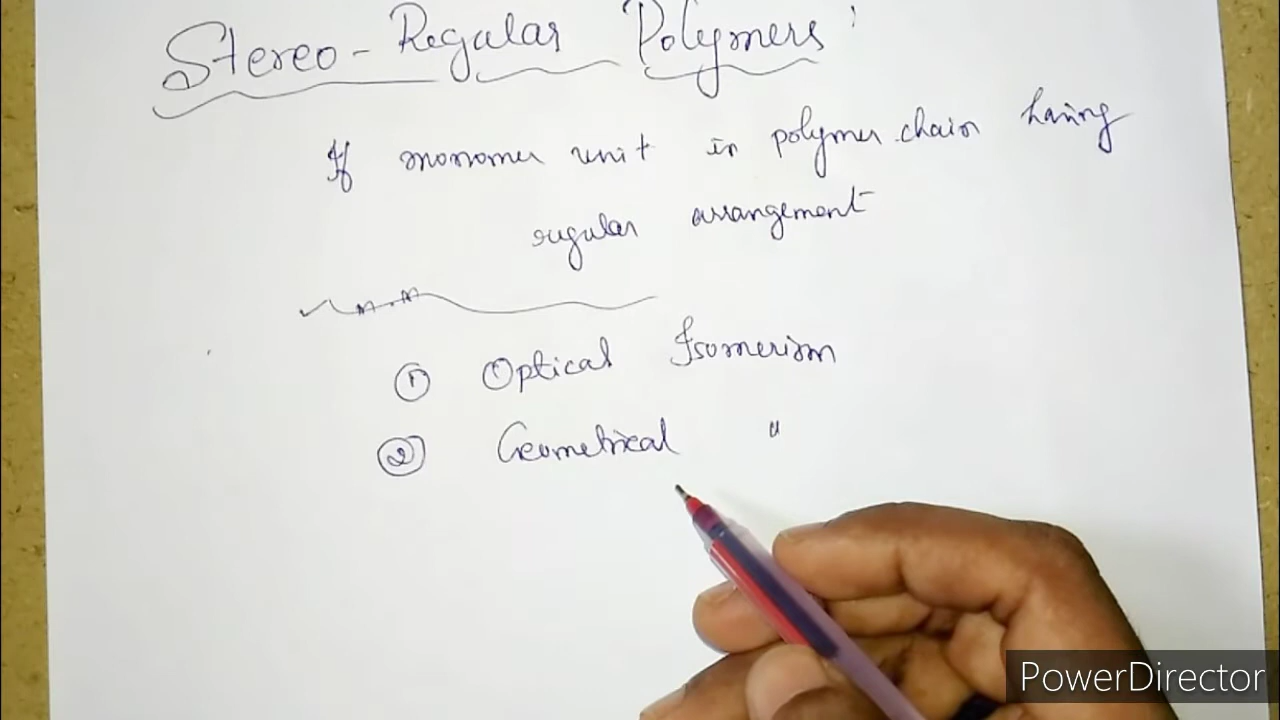 Stereo-Regular Polymers:
If monomer unit in polymer chain having
regular arrangement
① Optical Isomerism
② Geometrical "
PowerDirector